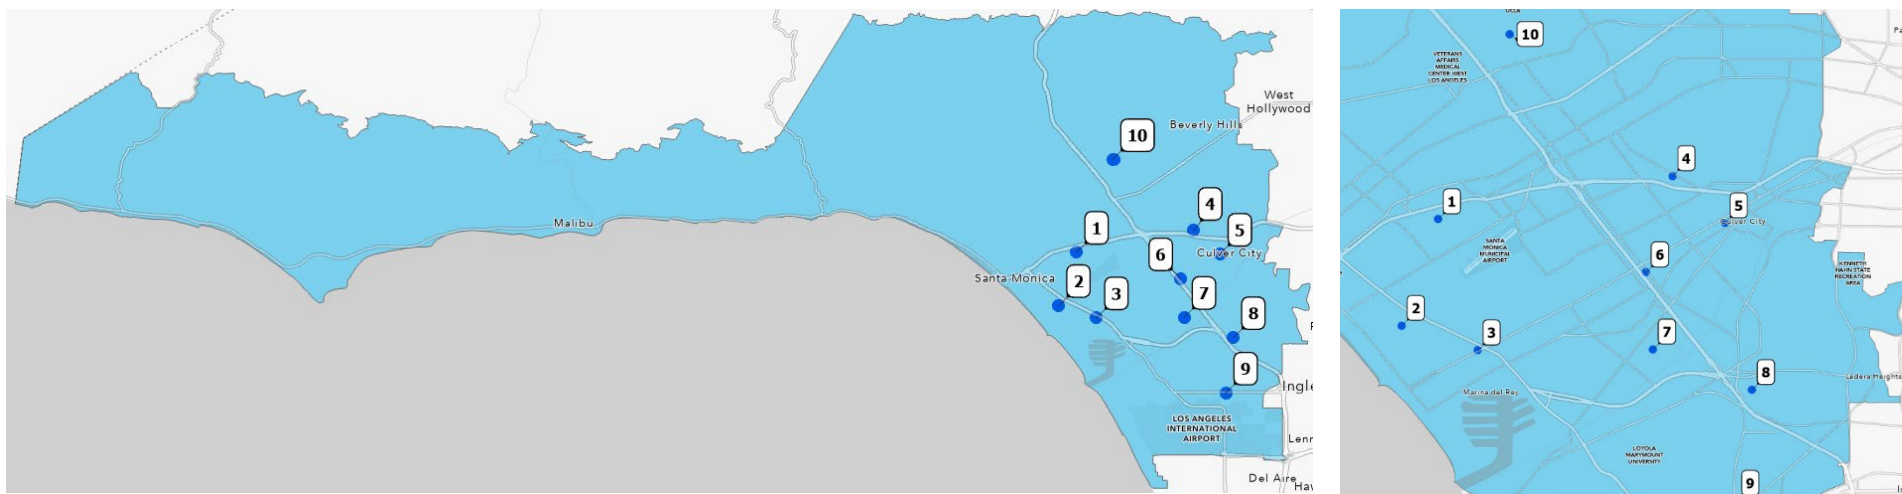 West
Hollywood
Beverly Hills
10
Malibu
4
1
5
Culver City
6
Santa Monica
2
3
7
8
9
Ingle
LOS ANGELES
INTERNATIONAL
AIRPORT
Lenn
Del Aire
Haw
UCLA
10
Pa
VETERANS
AFFAIRS
MEDICAL
CENTER WEST
LOS ANGELES
4
1
5
Culver City
SANTA
MONICA
MUNICIPAL
AIRPORT
6
KENNETH
HAHN STATE
RECREATION
AREA
2
3
7
8
Ladera Heights
Marina del Rey
LOYOLA
MARYMOUNT
UNIVERSITY
9